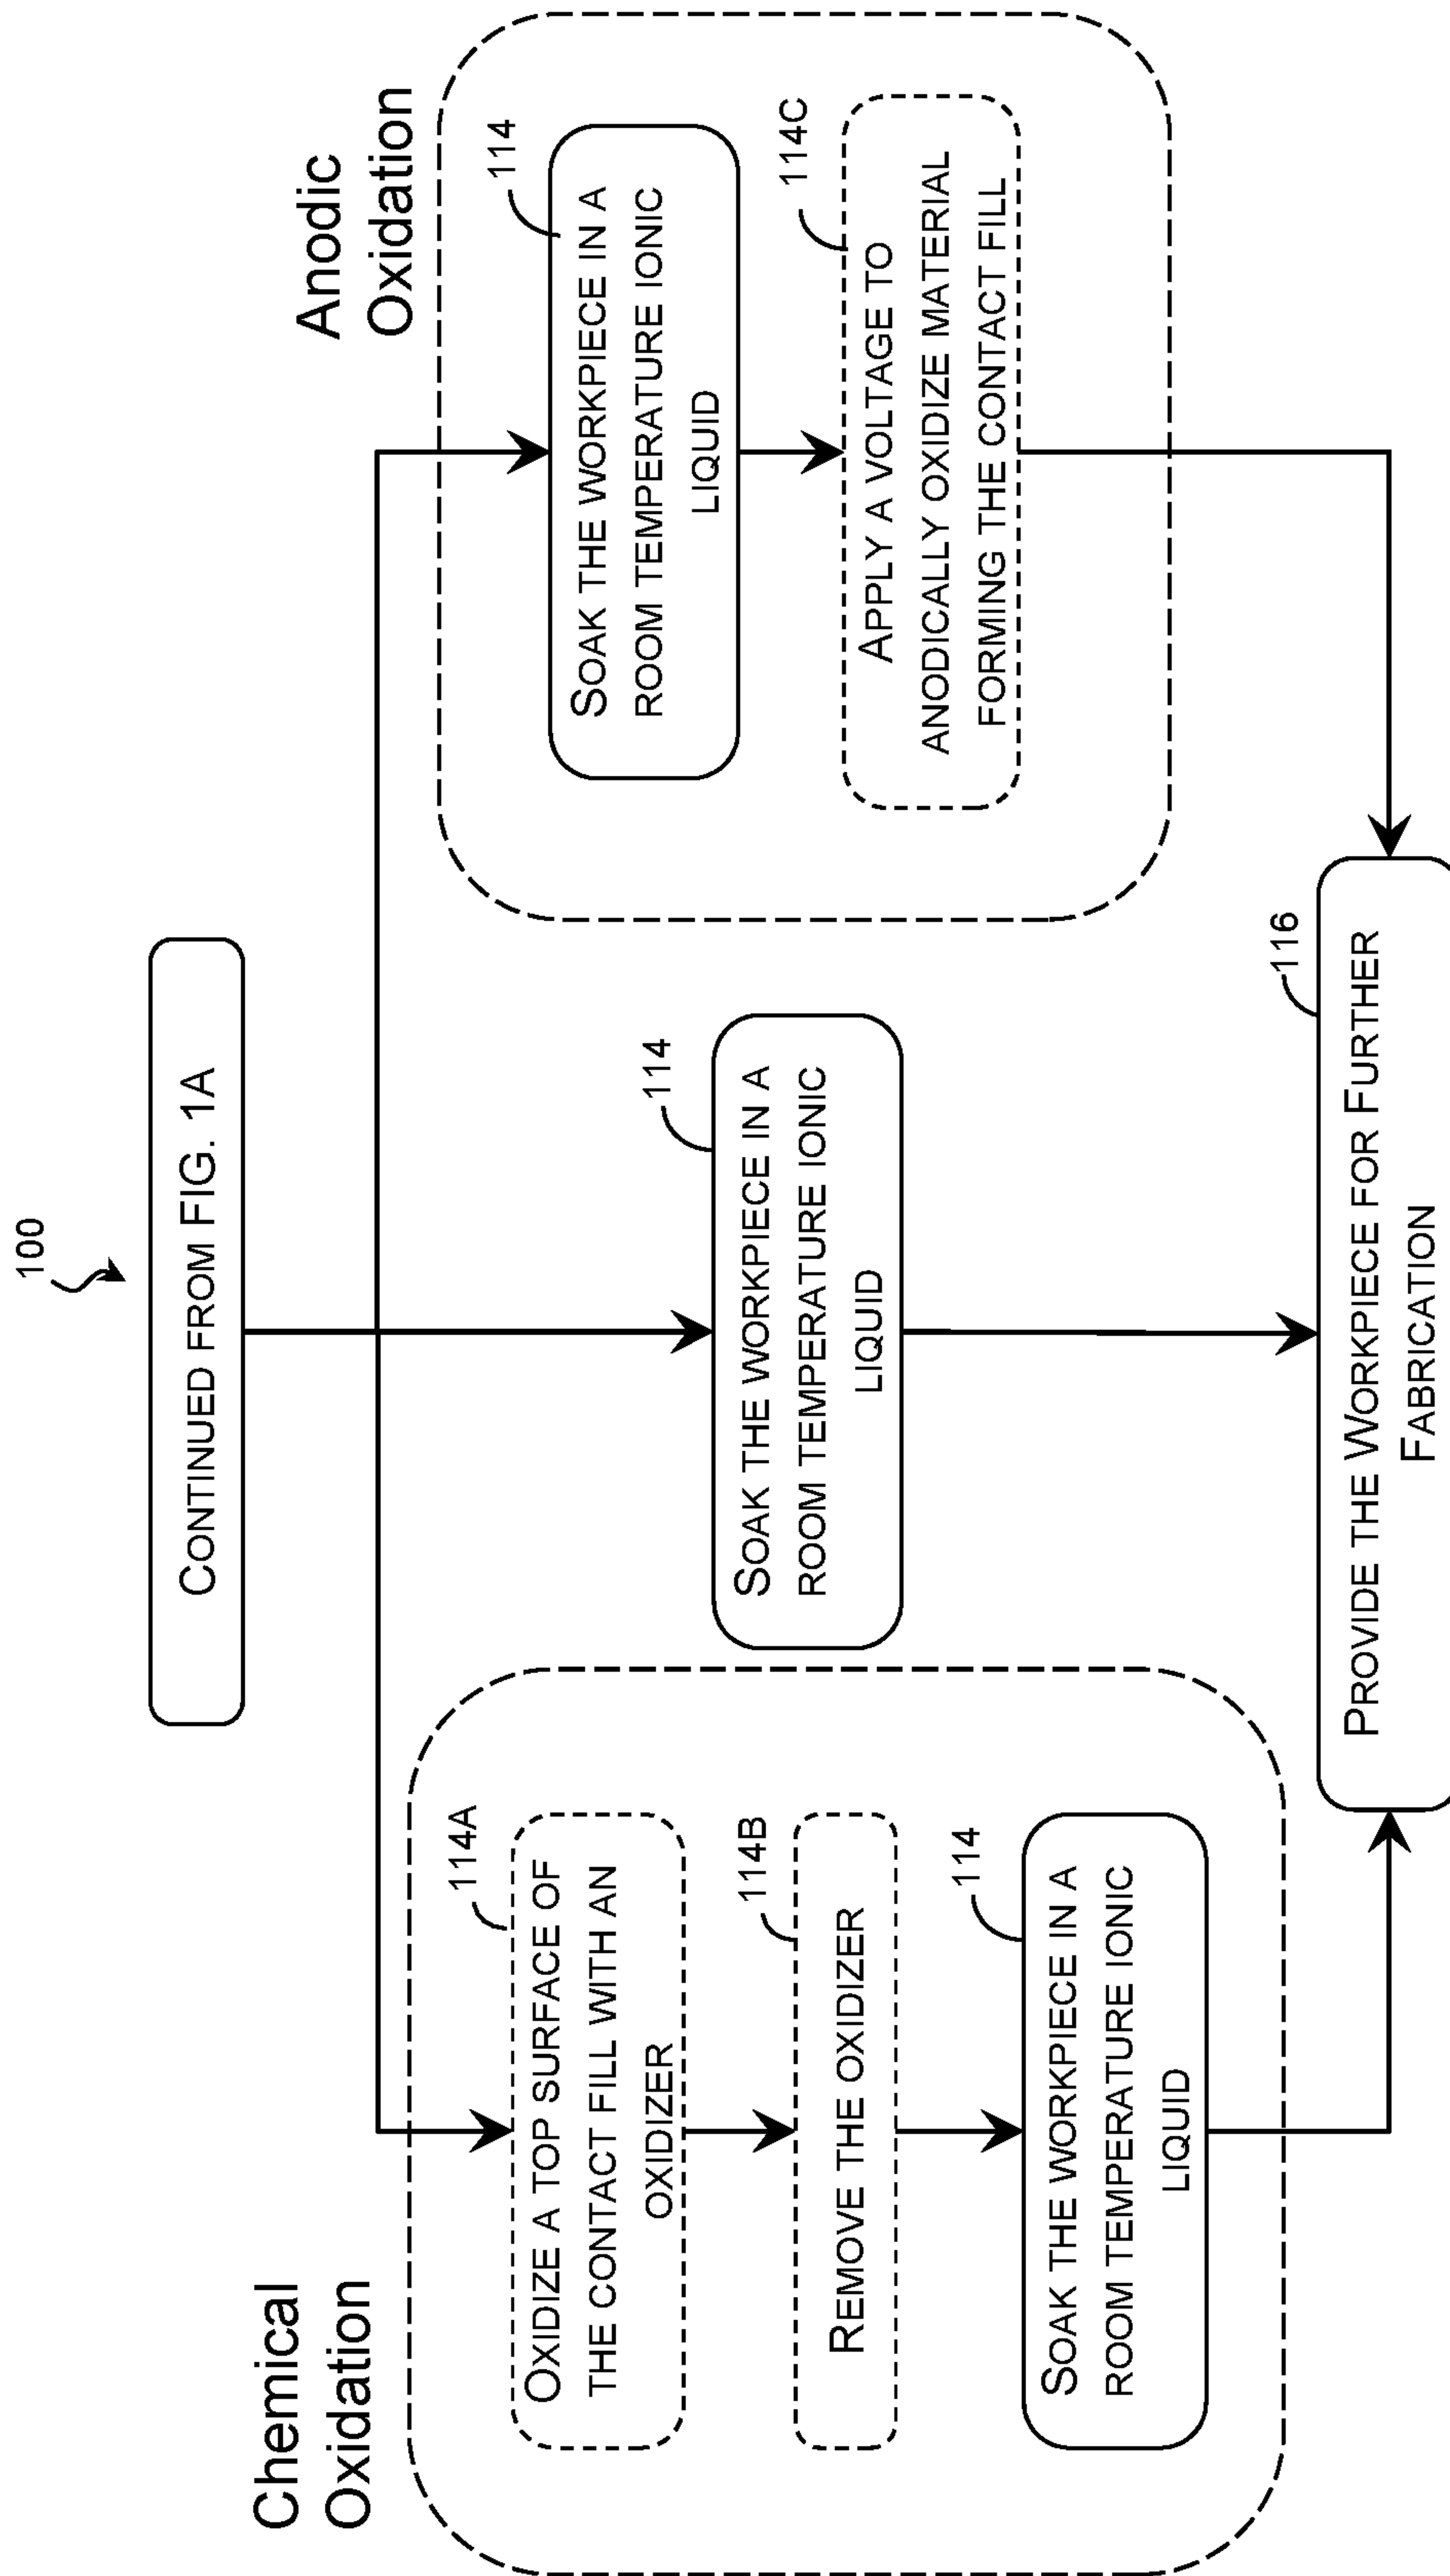 100
CONTINUED FROM FIG. 1A
Chemical
Oxidation
114A
OXIDIZE A TOP SURFACE OF
THE CONTACT FILL WITH AN
OXIDIZER
114B
REMOVE THE OXIDIZER
114
SOAK THE WORKPIECE IN A
ROOM TEMPERATURE IONIC
LIQUID
114
SOAK THE WORKPIECE IN A
ROOM TEMPERATURE IONIC
LIQUID
Anodic
Oxidation
114
SOAK THE WORKPIECE IN A
ROOM TEMPERATURE IONIC
LIQUID
114C
APPLY A VOLTAGE TO
ANODICALLY OXIDIZE MATERIAL
FORMING THE CONTACT FILL
116
PROVIDE THE WORKPIECE FOR FURTHER
FABRICATION